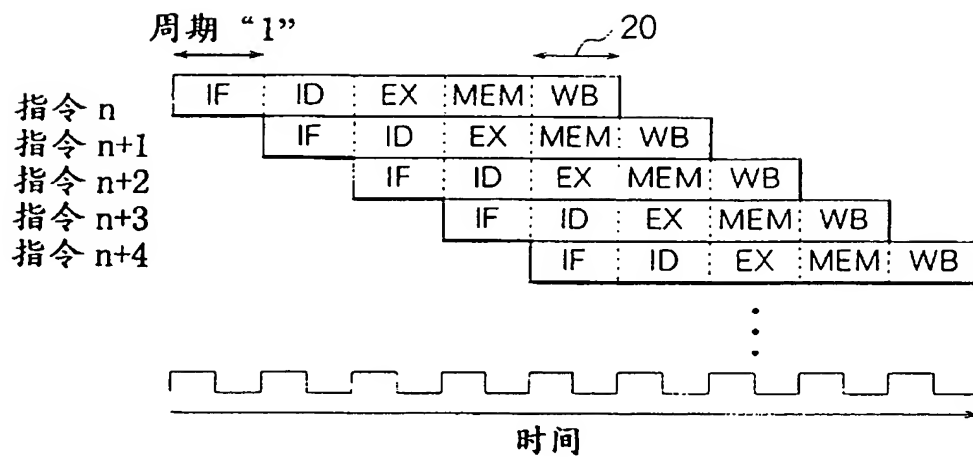 周期“1”
20
指令 n IF ID EX MEM WB
指令 n+1 IF ID EX MEM WB
指令 n+2 IF ID EX MEM WB
指令 n+3 IF ID EX MEM WB
指令 n+4 IF ID EX MEM WB
时间